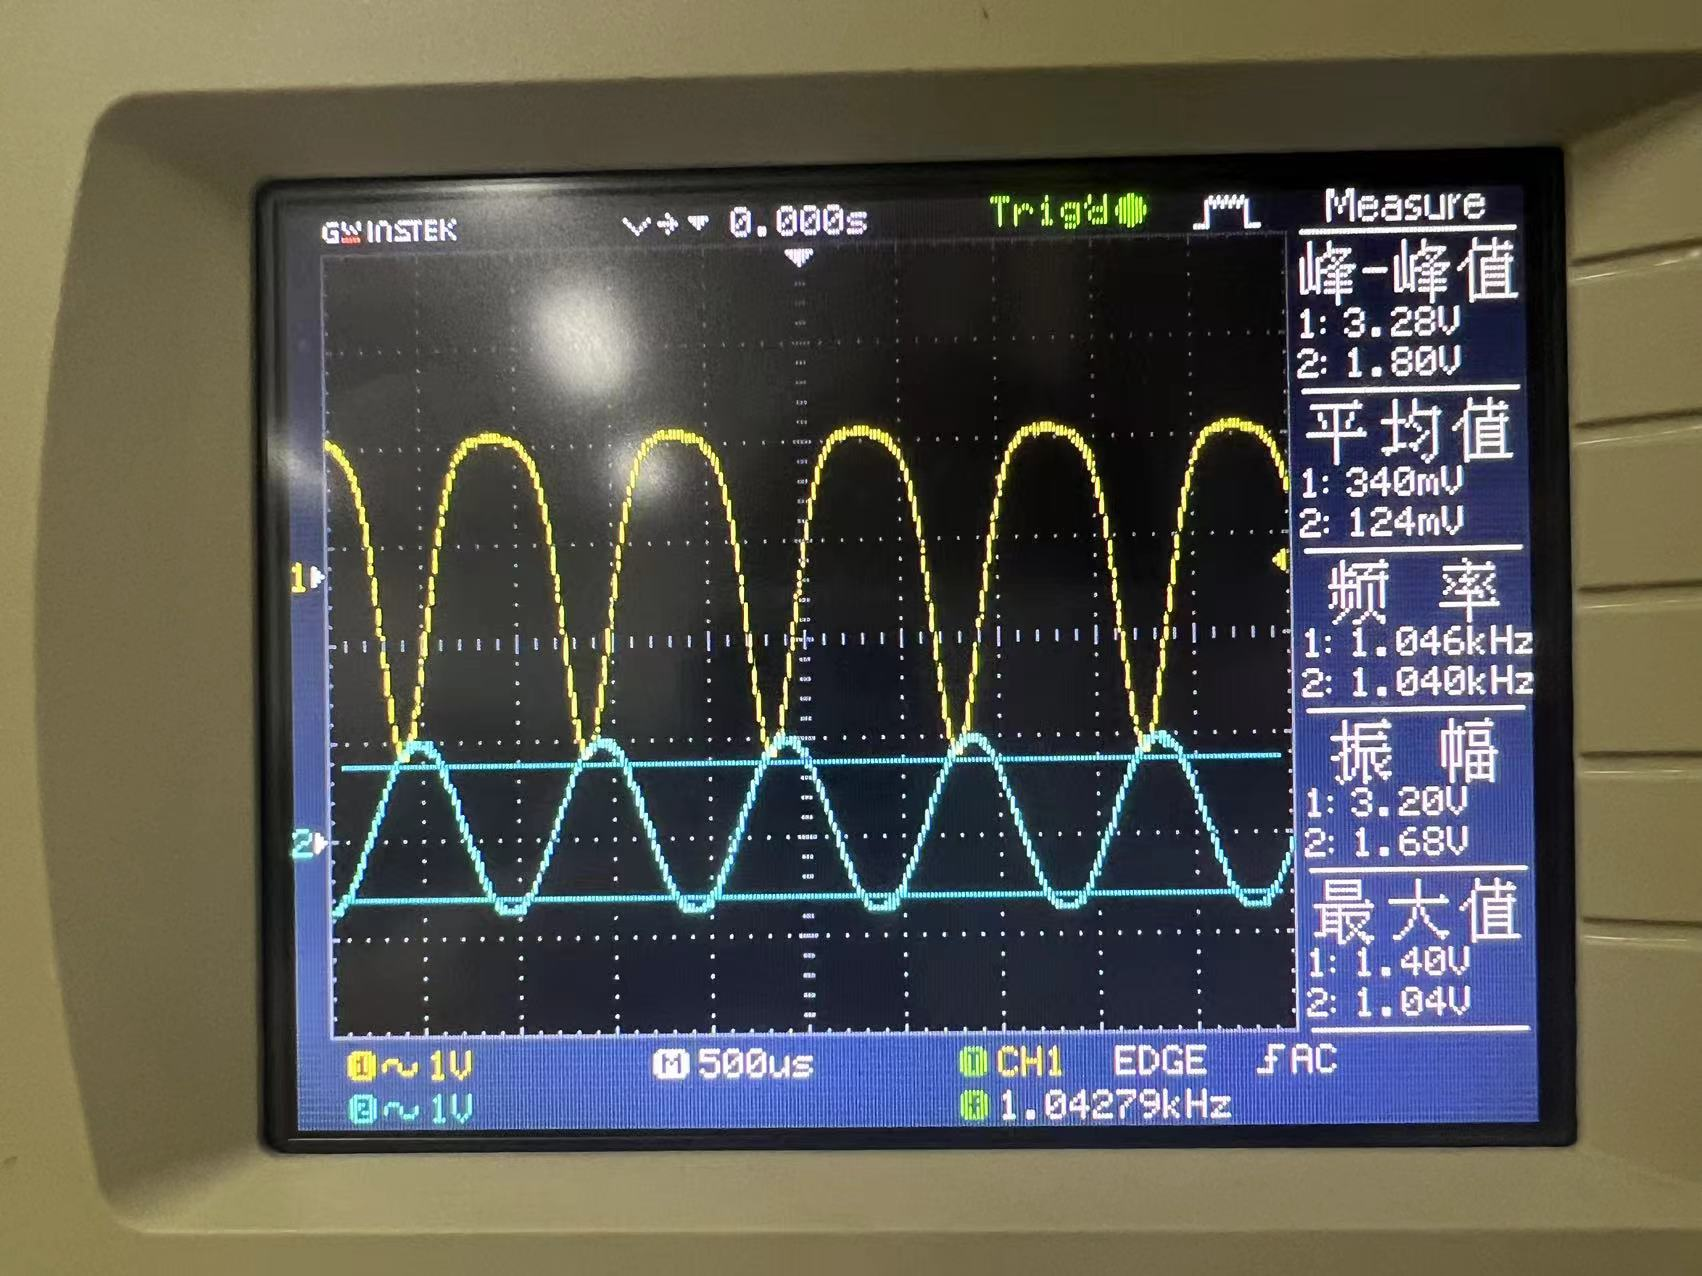 GW INSTEK
0.000s
Trig'd
Measure
峰-峰值
1: 3.28V
2: 1.80V
平均值
1: 340mV
2: 124mV
频 率
1: 1.046kHz
2: 1.040kHz
振 幅
1: 3.20V
2: 1.68V
最大值
1: 1.40V
2: 1.04V
1
2
1 ~ 1V
M 500us
T CH1 EDGE AC
2 ~ 1V
f 1.04279kHz